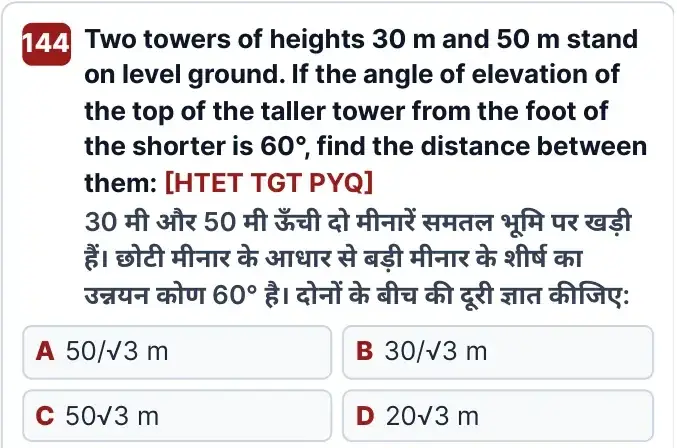 144 Two towers of heights 30 m and 50 m stand
on level ground. If the angle of elevation of
the top of the taller tower from the foot of
the shorter is 60°, find the distance between
them: [HTET TGT PYQ]
30 मी और 50 मी ऊँची दो मीनारें समतल भूमि पर खड़ी
हैं। छोटी मीनार के आधार से बड़ी मीनार के शीर्ष का
उन्नयन कोण 60° है। दोनों के बीच की दूरी ज्ञात कीजिए:
A 50/√3 m B 30/√3 m
C 50√3 m D 20√3 m